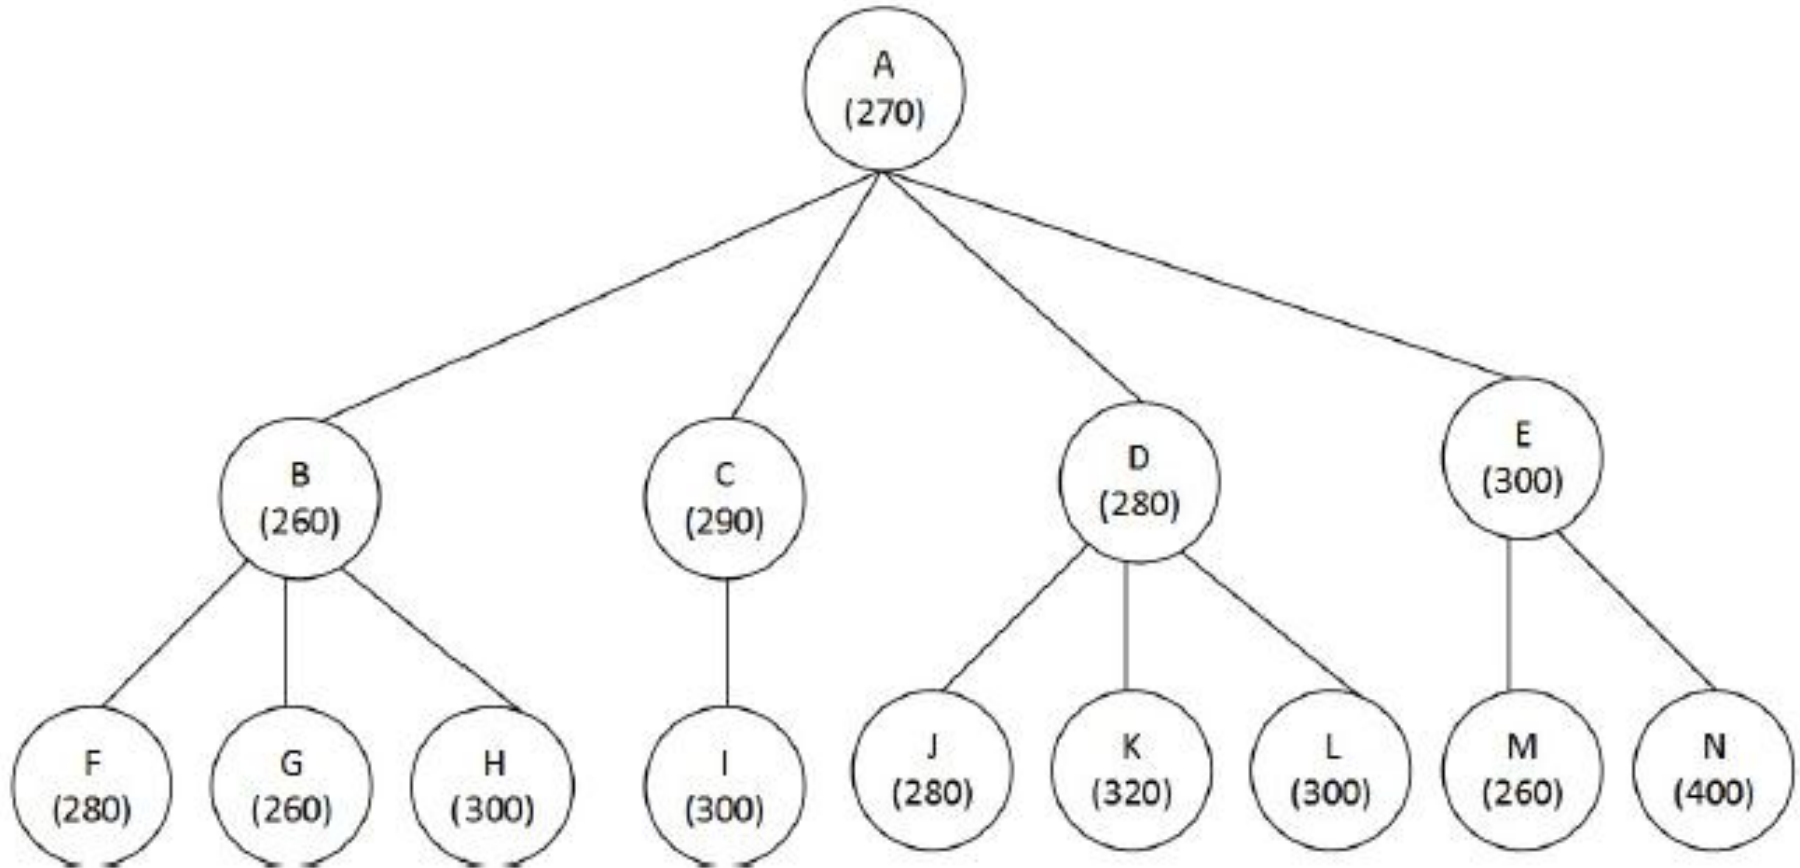 A
(270)
B
(260)
C
(290)
D
(280)
E
(300)
F
(280)
G
(260)
H
(300)
I
(300)
J
(280)
K
(320)
L
(300)
M
(260)
N
(400)